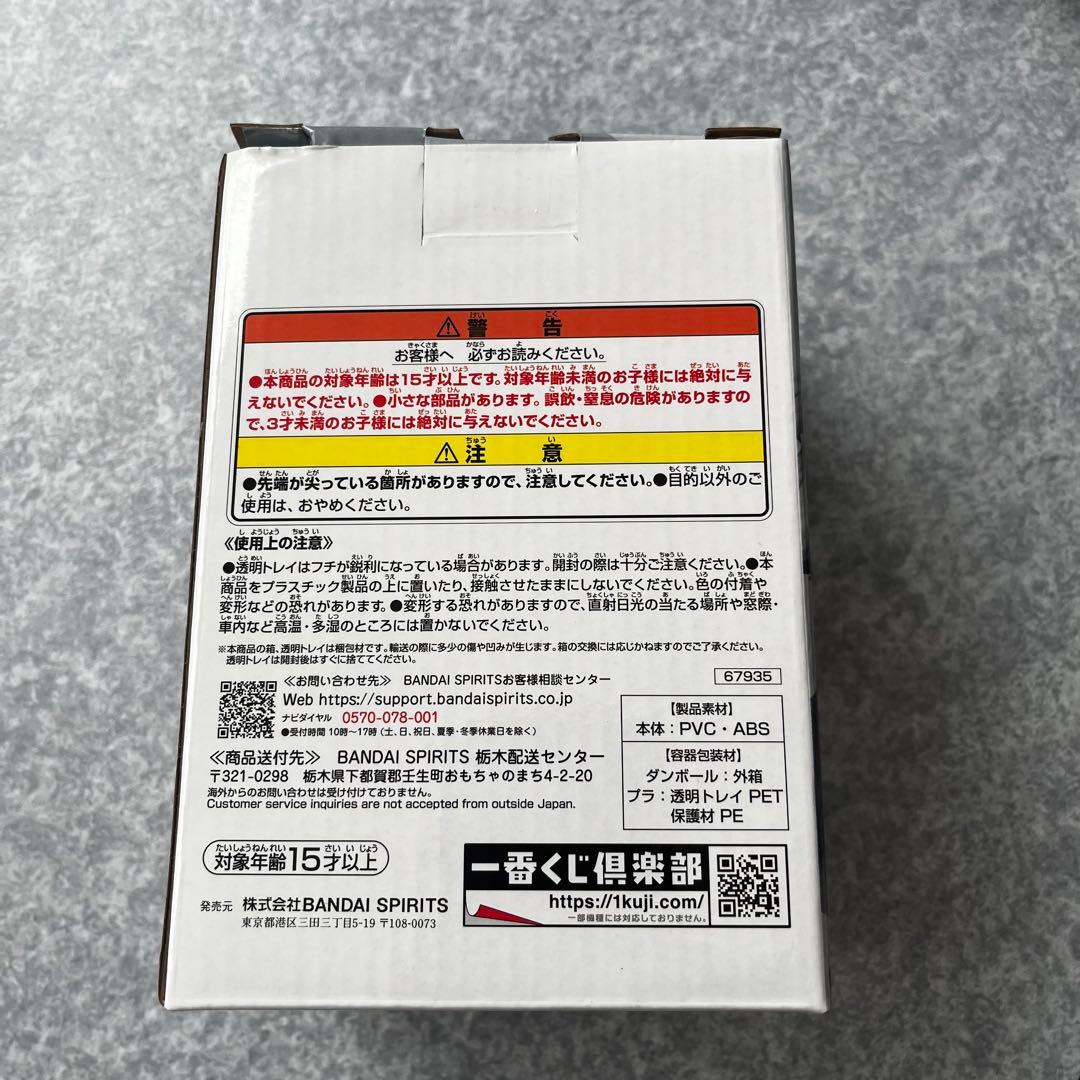 ⚠警告
お客様へ 必ずお読みください。
●本商品の対象年齢は15才以上です。対象年齢未満のお子様には絶対に与
えないでください。●小さな部品があります。誤飲・窒息の危険がありますの
で、3才未満のお子様には絶対に与えないでください。
⚠注意
●先端が尖っている箇所がありますので、注意してください。●目的以外のご
使用は、おやめください。
《使用上の注意》
●透明トレイはフチが鋭利になっている場合があります。開封の際は十分ご注意ください。●本
商品をプラスチック製品の上に置いたり、接触させたままにしないでください。色の付着や
変形などの恐れがあります。●変形する恐れがありますので、直射日光の当たる場所や窓際・
車内など高温・多湿のところには置かないでください。
※本商品の箱、透明トレイは梱包材です。輸送の際に多少の傷や凹みが生じます。箱の交換には応じかねますのでご了承ください。
透明トレイは開封後はすぐに捨ててください。
67935
≪お問い合わせ先≫ BANDAI SPIRITSお客様相談センター
Web https://support.bandaispirits.co.jp
ナビダイヤル 0570-078-001
●受付時間 10時〜17時(土、日、祝日、夏季・冬季休業日を除く)
≪商品送付先≫ BANDAI SPIRITS 栃木配送センター
〒321-0298 栃木県下都賀郡壬生町おもちゃのまち4-2-20
海外からのお問い合わせは受け付けておりません。
Customer service inquiries are not accepted from outside Japan.
【製品素材】
本体：PVC・ABS
【容器包装材】
ダンボール：外箱
プラ：透明トレイ PET
保護材 PE
対象年齢15才以上
発売元 株式会社BANDAI SPIRITS
東京都港区三田三丁目5-19 〒108-0073
一番くじ倶楽部
https://1kuji.com/
一部機種には対応しておりません。